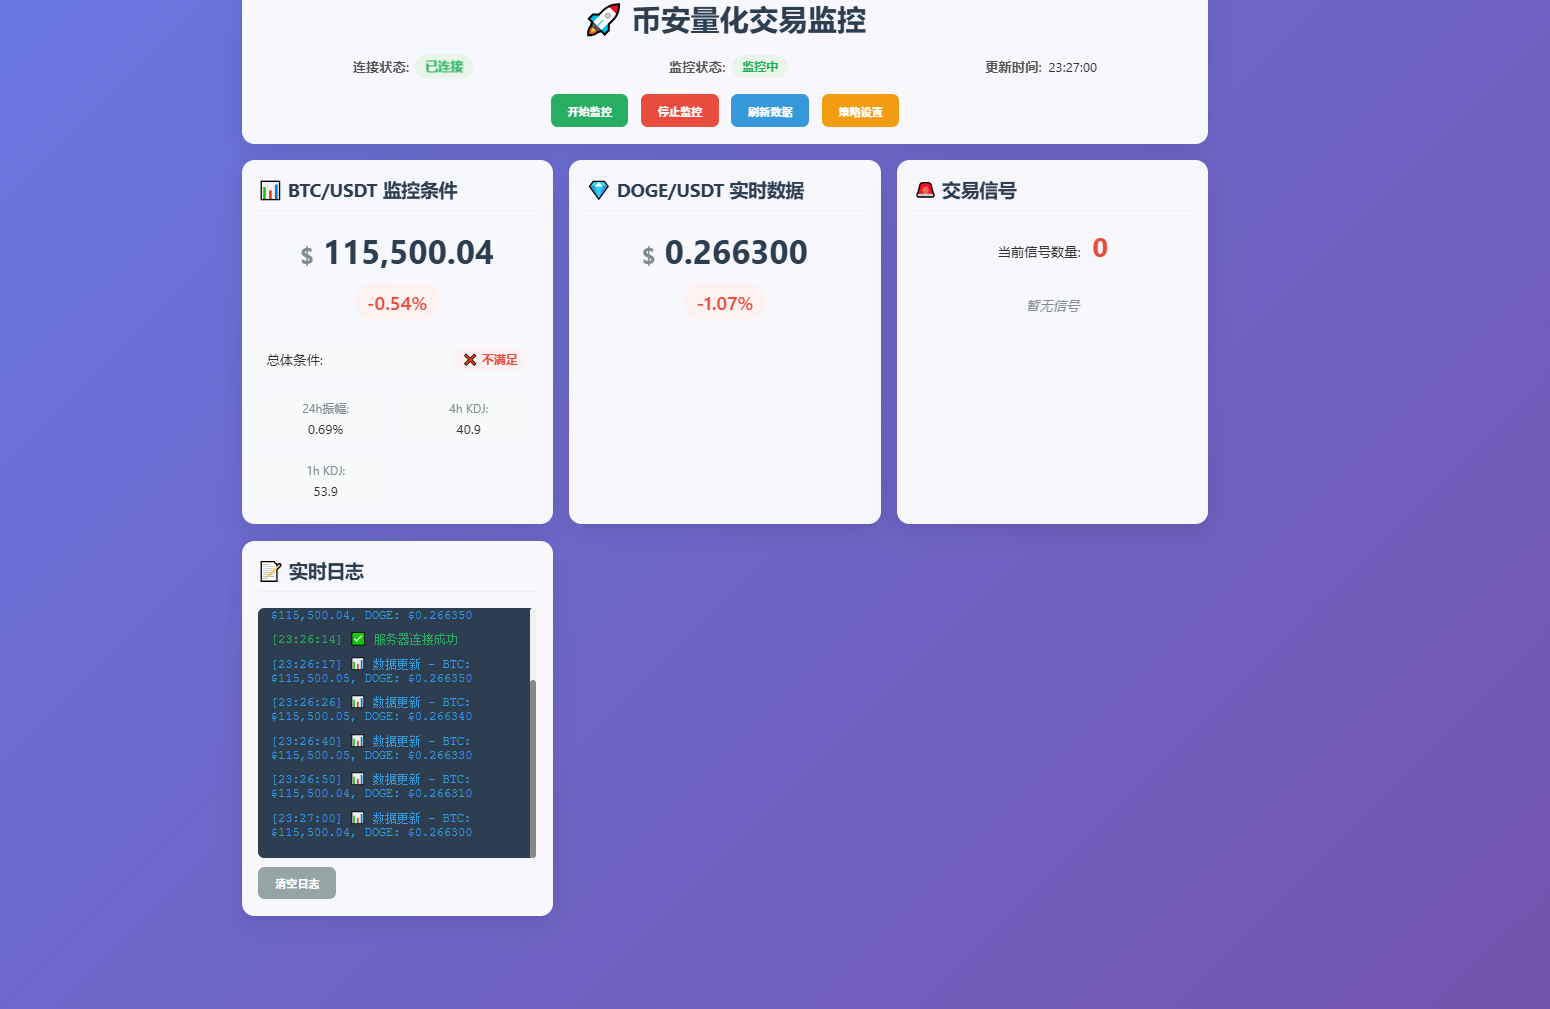 🚀 币安量化交易监控
连接状态: 已连接
监控状态: 监控中
更新时间: 23:27:00
开始监控
停止监控
刷新数据
策略设置
📊 BTC/USDT 监控条件
$ 115,500.04
-0.54%
总体条件: ❌ 不满足
24h振幅:
0.69%
4h KDJ:
40.9
1h KDJ:
53.9
💎 DOGE/USDT 实时数据
$ 0.266300
-1.07%
🚨 交易信号
当前信号数量: 0
暂无信号
📝 实时日志
$115,500.04, DOGE: $0.266350
[23:26:14] ✅ 服务器连接成功
[23:26:17] 📊 数据更新 - BTC:
$115,500.05, DOGE: $0.266350
[23:26:26] 📊 数据更新 - BTC:
$115,500.05, DOGE: $0.266340
[23:26:40] 📊 数据更新 - BTC:
$115,500.05, DOGE: $0.266330
[23:26:50] 📊 数据更新 - BTC:
$115,500.04, DOGE: $0.266310
[23:27:00] 📊 数据更新 - BTC:
$115,500.04, DOGE: $0.266300
清空日志